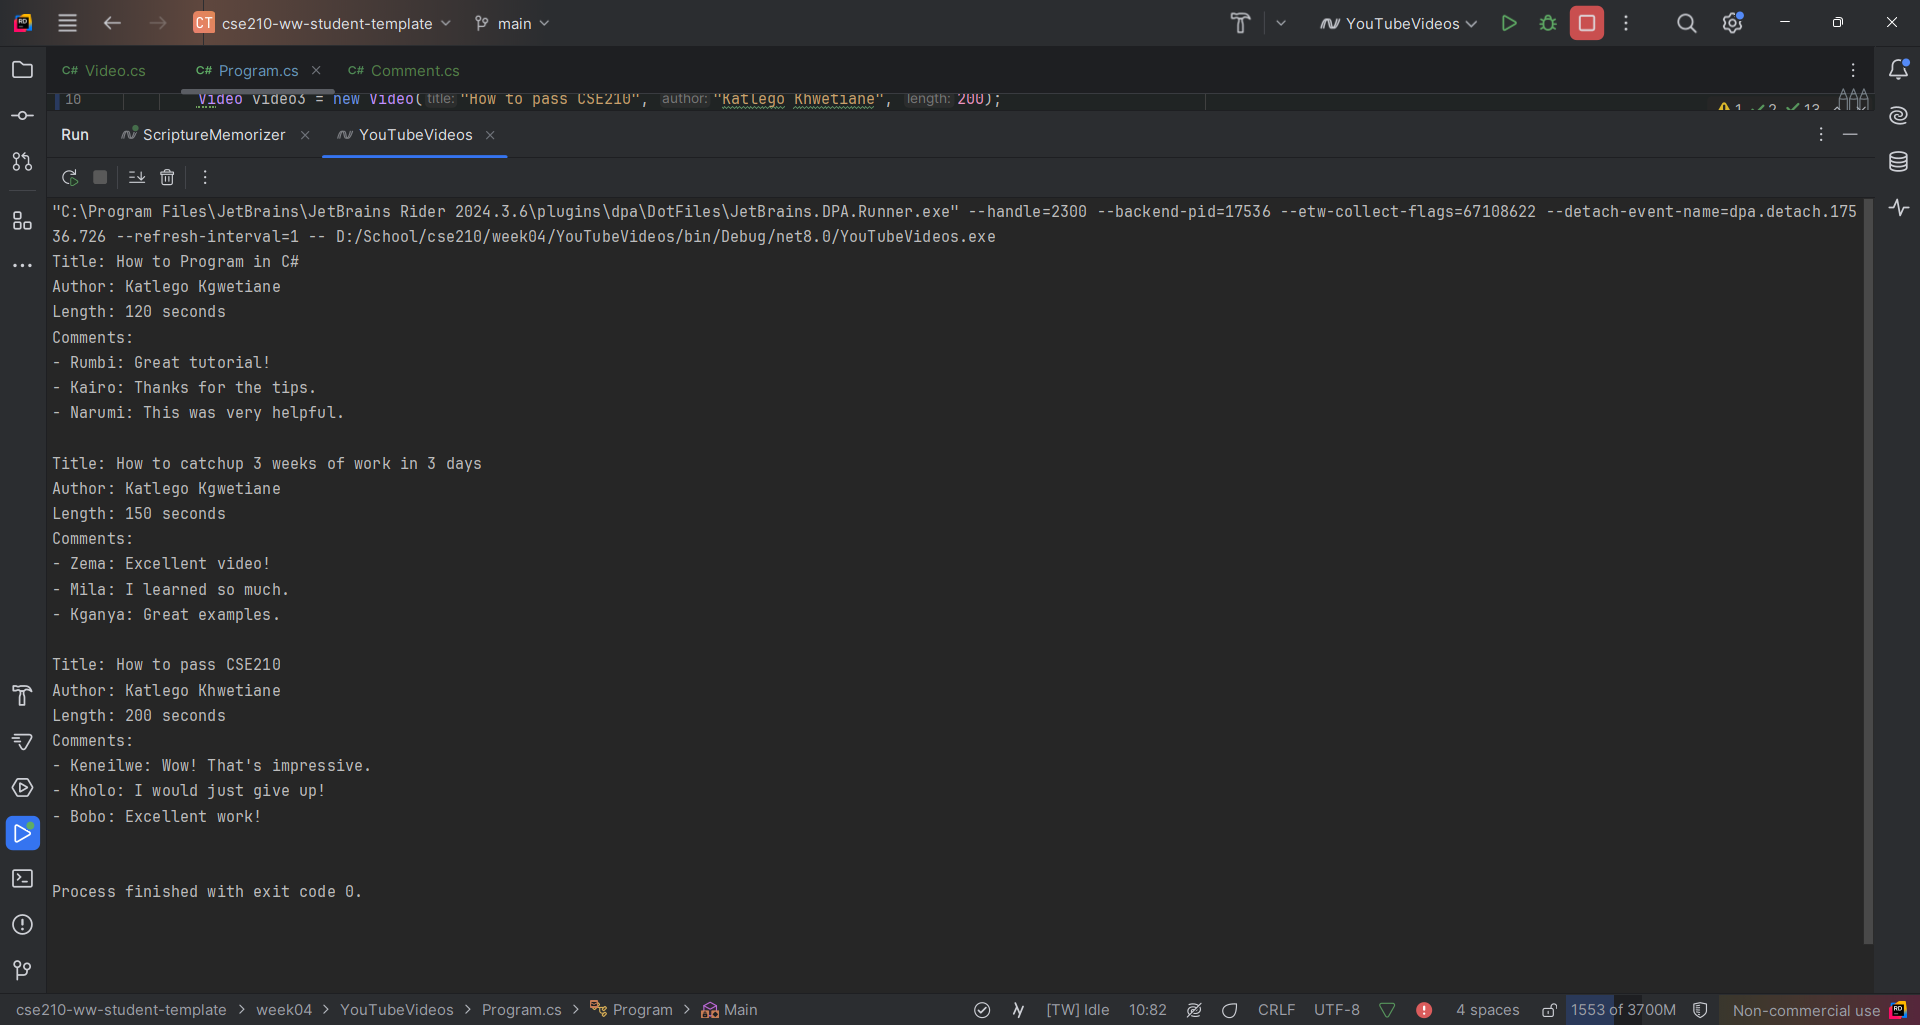 CT cse210-ww-student-template main YouTubeVideos
C# Video.cs C# Program.cs C# Comment.cs
10 Video video3 = new Video( title: "How to pass CSE210", author: "Katlego Khwetiane", length: 200);
1 2 13
Run ScriptureMemorizer YouTubeVideos
"C:\Program Files\JetBrains\JetBrains Rider 2024.3.6\plugins\dpa\DotFiles\JetBrains.DPA.Runner.exe" --handle=2300 --backend-pid=17536 --etw-collect-flags=67108622 --detach-event-name=dpa.detach.175
36.726 --refresh-interval=1 -- D:/School/cse210/week04/YouTubeVideos/bin/Debug/net8.0/YouTubeVideos.exe
Title: How to Program in C#
Author: Katlego Kgwetiane
Length: 120 seconds
Comments:
- Rumbi: Great tutorial!
- Kairo: Thanks for the tips.
- Narumi: This was very helpful.
Title: How to catchup 3 weeks of work in 3 days
Author: Katlego Kgwetiane
Length: 150 seconds
Comments:
- Zema: Excellent video!
- Mila: I learned so much.
- Kganya: Great examples.
Title: How to pass CSE210
Author: Katlego Khwetiane
Length: 200 seconds
Comments:
- Keneilwe: Wow! That's impressive.
- Kholo: I would just give up!
- Bobo: Excellent work!
Process finished with exit code 0.
cse210-ww-student-template > week04 > YouTubeVideos > Program.cs > Program > Main [TW] Idle 10:82 CRLF UTF-8 4 spaces 1553 of 3700M Non-commercial use